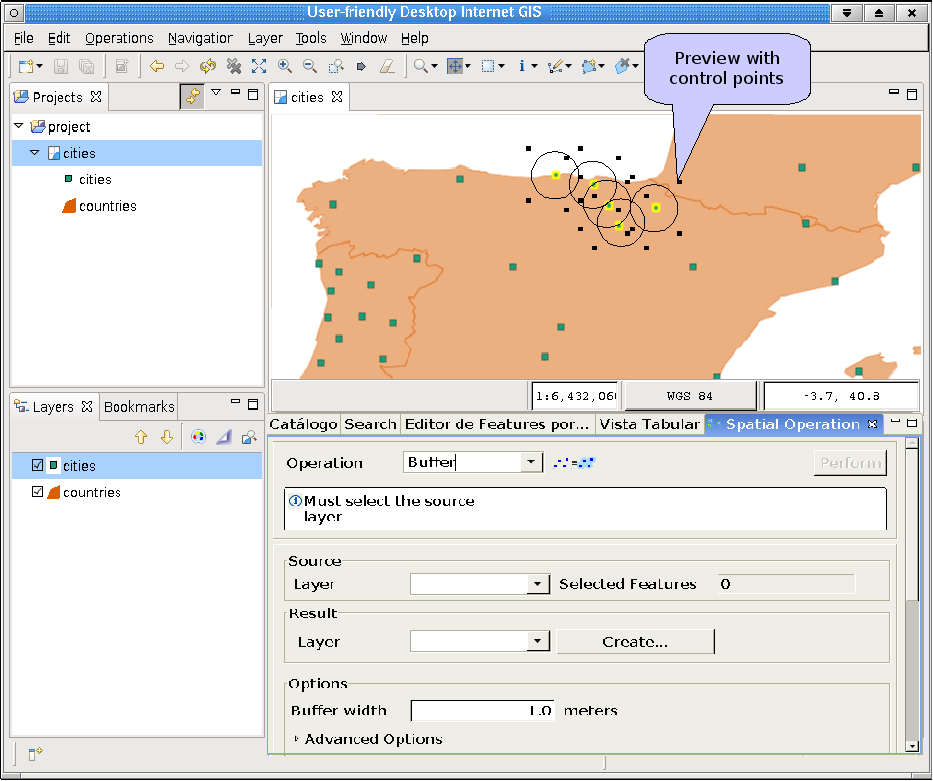 User-friendly Desktop Internet GIS
File Edit Operations Navigation Layer Tools Window Help
Preview with
control points
Projects
project
cities
cities
countries
cities
1:6,432,060
WGS 84
-3.7, 40.8
Layers Bookmarks
cities
countries
Catálogo Search Editor de Features por... Vista Tabular Spatial Operation
Operation Buffer Perform
Must select the source
layer
Source
Layer Selected Features 0
Result
Layer Create...
Options
Buffer width 1.0 meters
Advanced Options